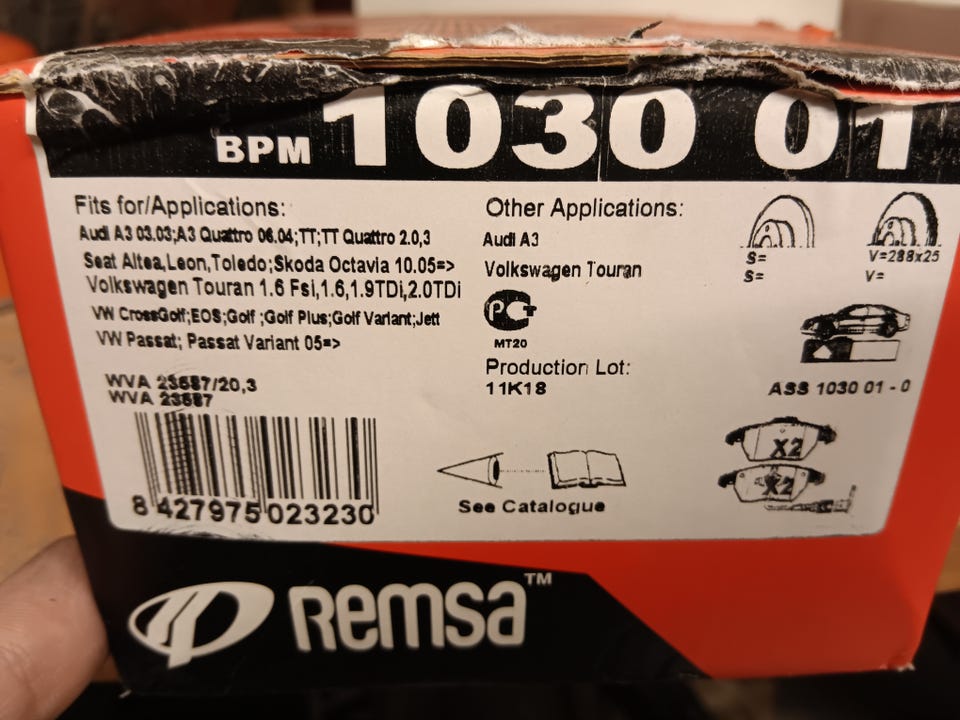 BPM 1030 01
Fits for/Applications:
Audi A3 03.03;A3 Quattro 06.04;TT;TT Quattro 2.0,3
Seat Altea,Leon,Toledo;Skoda Octavia 10.05=>
Volkswagen Touran 1.6 Fsi,1.6,1.9TDi,2.0TDi
VW CrossGolf;EOS;Golf ;Golf Plus;Golf Variant;Jett
VW Passat; Passat Variant 05=>
WVA 23587/20,3
WVA 23587
8 427975 023230
Other Applications:
Audi A3
Volkswagen Touran
PCT
MT20
Production Lot:
11K18
See Catalogue
S=
S=
V=288x25
V=
ASS 1030 01 - 0
X2
X2
REMSA™